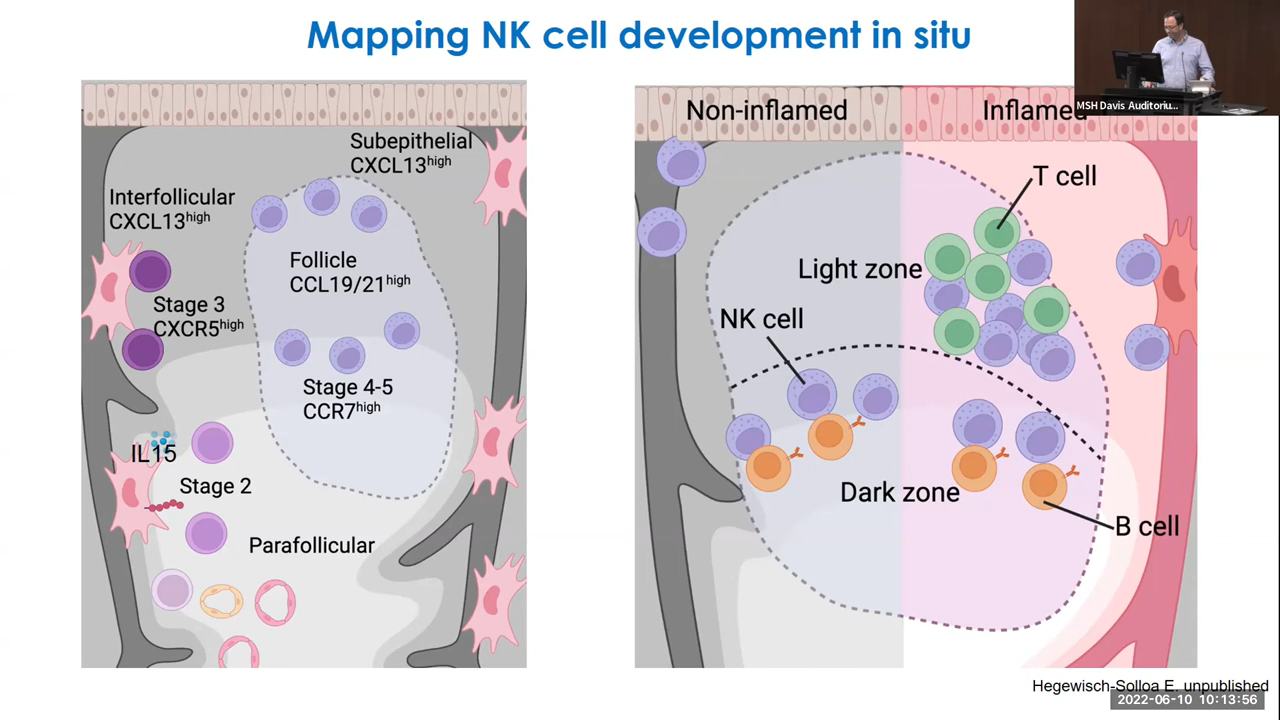 Mapping NK cell development in situ
MSH Davis Auditoriu...
Subepithelial
CXCL13high
Interfollicular
CXCL13high
Follicle
CCL19/21high
Stage 3
CXCR5high
Stage 4-5
CCR7high
IL15
Stage 2
Parafollicular
Non-inflamed
Inflamed
T cell
Light zone
NK cell
Dark zone
B cell
Hegewisch-Solloa E. unpublished
2022-06-10 10:13:56